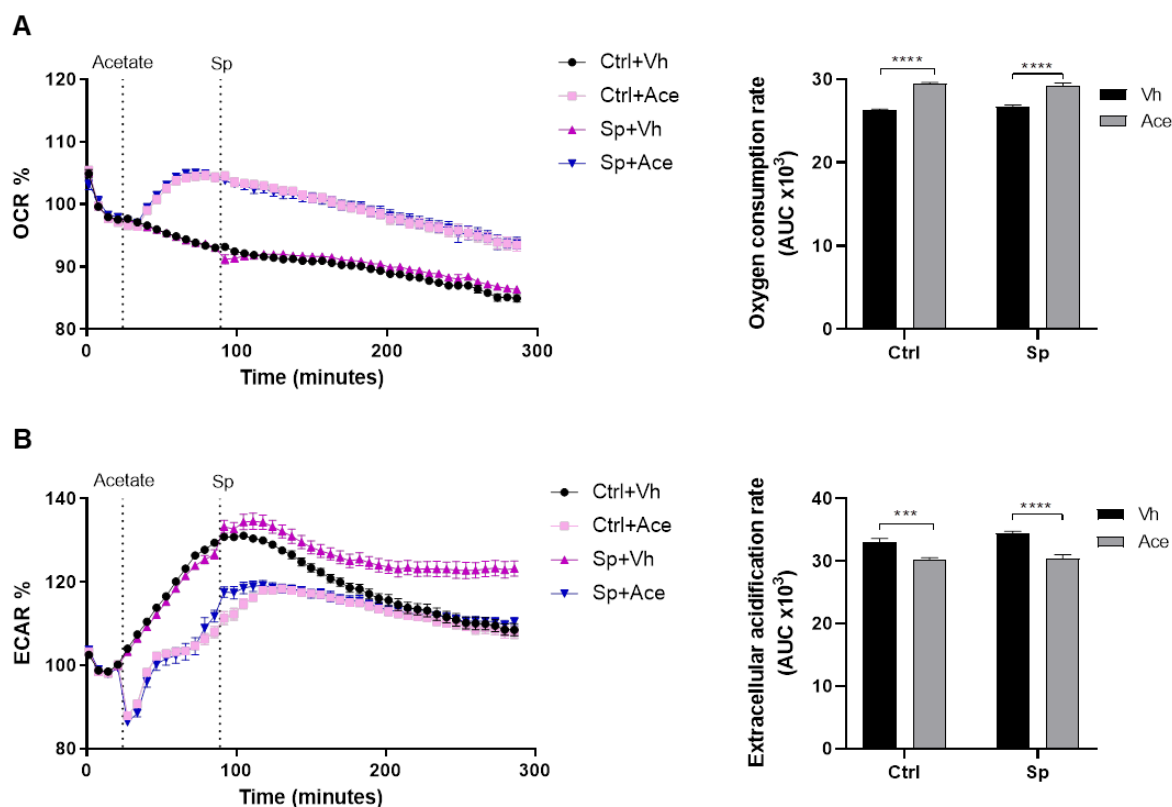 A
Acetate
Sp
Ctrl+Vh
Ctrl+Ace
Sp+Vh
Sp+Ace
120
110
100
90
80
OCR %
0
100
200
300
Time (minutes)
****
****
Vh
Ace
30
20
10
0
Oxygen consumption rate
(AUC x10³)
Ctrl
Sp
B
Acetate
Sp
Ctrl+Vh
Ctrl+Ace
Sp+Vh
Sp+Ace
140
120
100
80
ECAR %
0
100
200
300
Time (minutes)
***
****
Vh
Ace
40
30
20
10
0
Extracellular acidification rate
(AUC x10³)
Ctrl
Sp